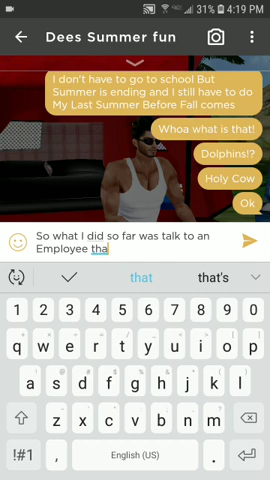 31% 4:19 PM
Dees Summer fun
I don't have to go to school But
Summer is ending and I still have to do
My Last Summer Before Fall comes
Whoa what is that!
Dolphins!?
Holy Cow
Ok
So what I did so far was talk to an
Employee tha
that that's
1 2 3 4 5 6 7 8 9 0
q w e r t y u i o p
a s d f g h j k l
z x c v b n m
!#1 , English (US) .